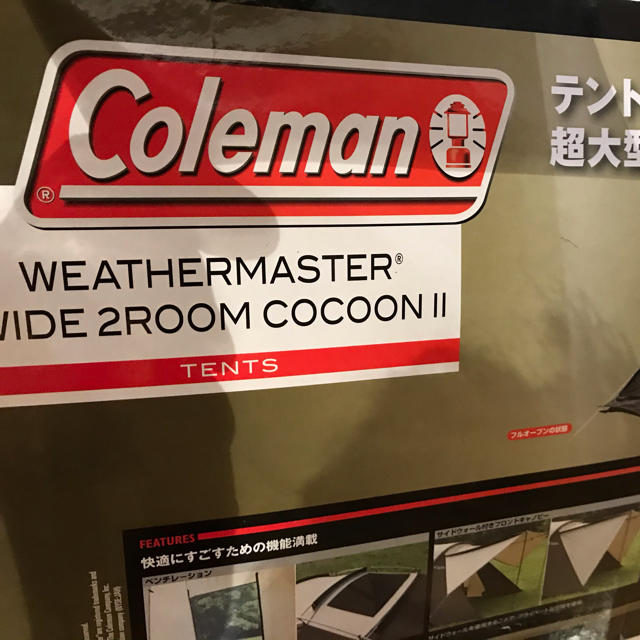 Coleman
®
テント
超大型
WEATHERMASTER®
WIDE 2ROOM COCOON II
TENTS
フルオープンの状態
FEATURES
快適にすごすための機能満載
ベンチレーション
サイドウォール付きフロントキャノピー